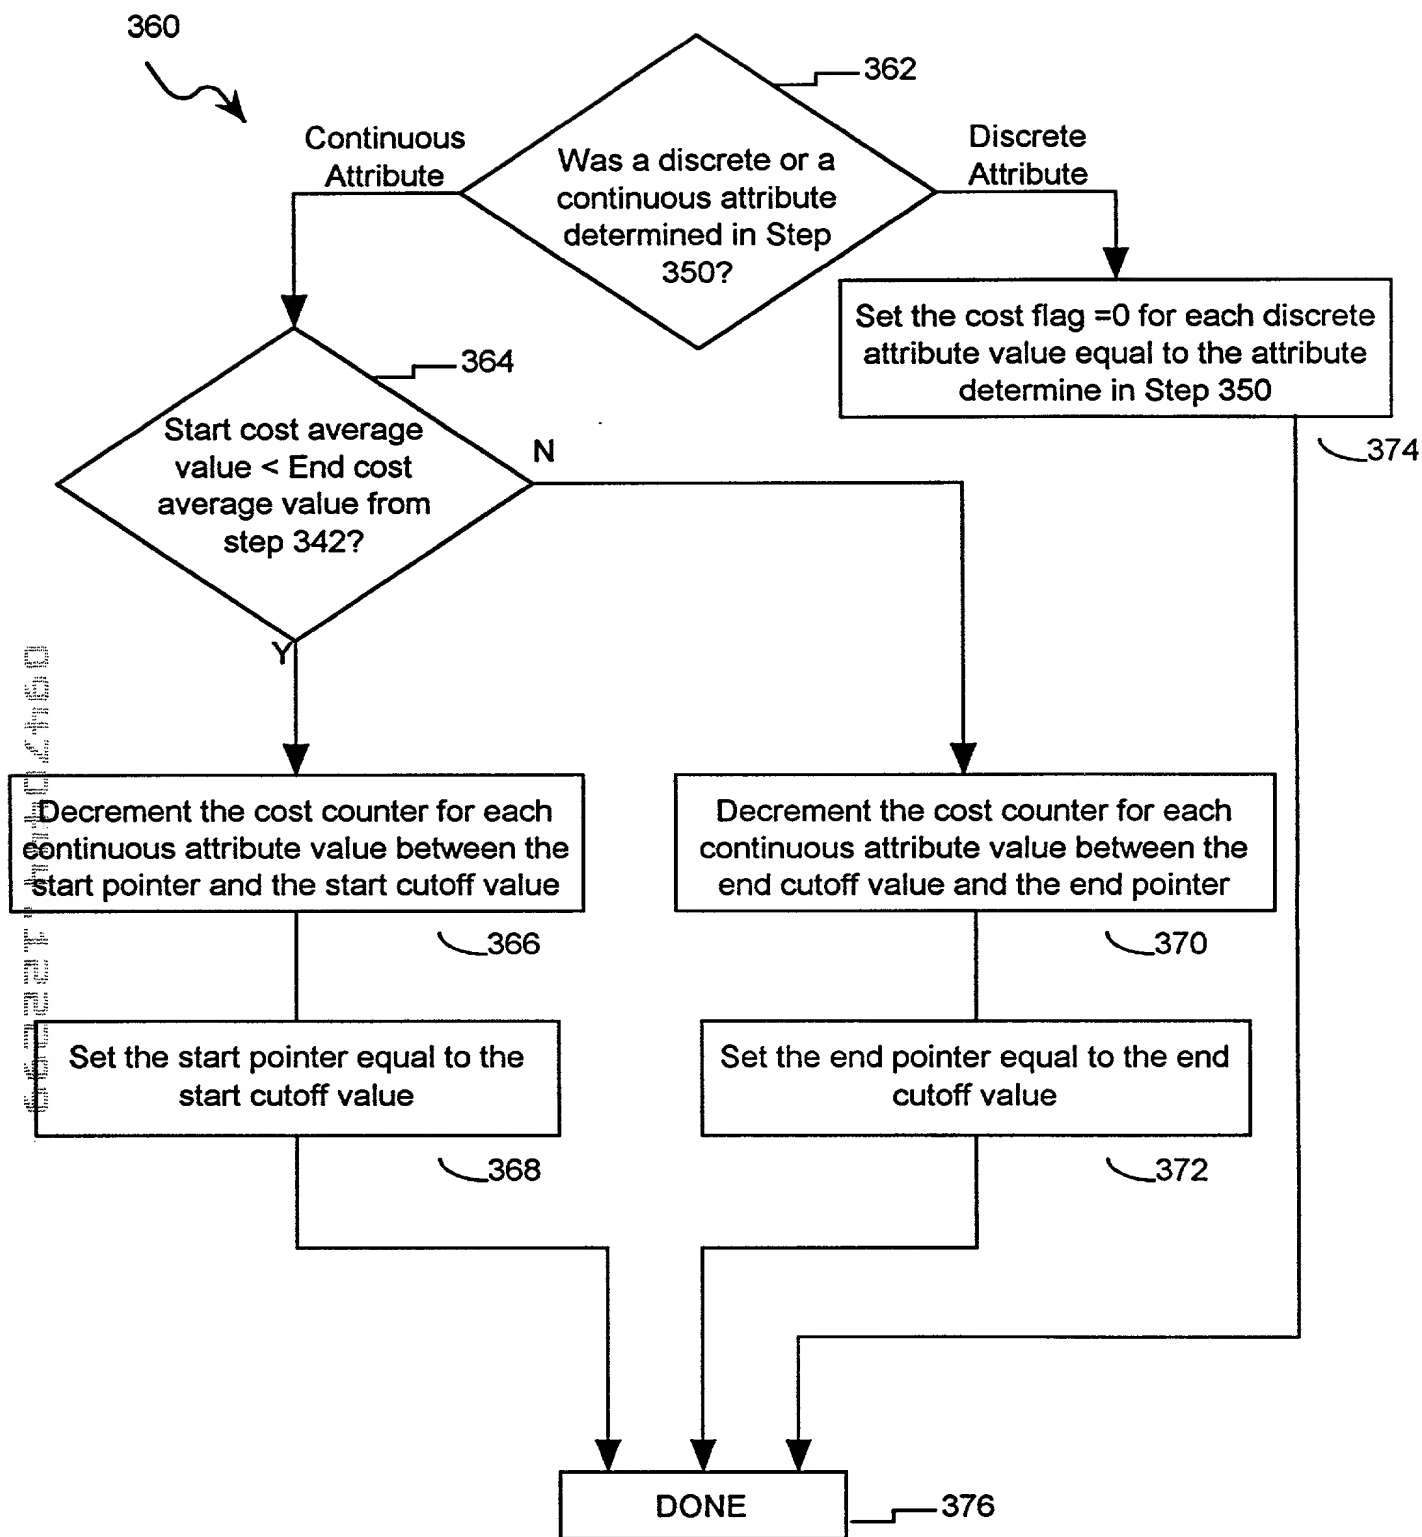 360
362
Continuous
Attribute
Discrete
Attribute
Was a discrete or a
continuous attribute
determined in Step
350?
Set the cost flag =0 for each discrete
attribute value equal to the attribute
determine in Step 350
374
364
Start cost average
value < End cost
average value from
step 342?
N
Y
Decrement the cost counter for each
continuous attribute value between the
start pointer and the start cutoff value
366
Decrement the cost counter for each
continuous attribute value between the
end cutoff value and the end pointer
370
Set the start pointer equal to the
start cutoff value
368
Set the end pointer equal to the end
cutoff value
372
DONE
376